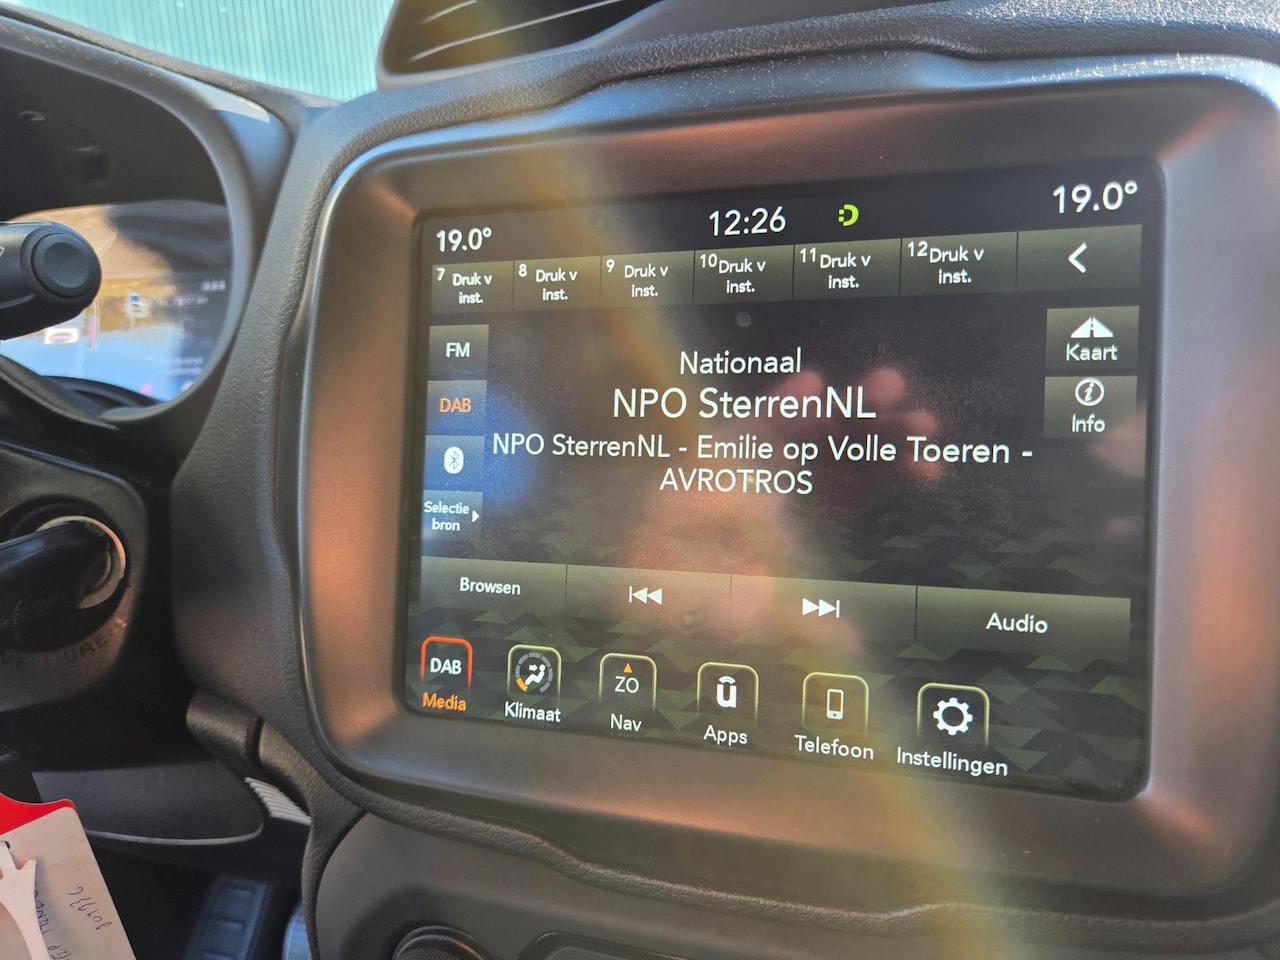 19.0°
12:26
19.0°
7 Druk v
inst.
8 Druk v
inst.
9 Druk v
inst.
10 Druk v
inst.
11 Druk v
inst.
12 Druk v
inst.
FM
DAB
Selectie
bron
Nationaal
NPO SterrenNL
NPO SterrenNL - Emilie op Volle Toeren -
AVROTROS
Kaart
Info
Browsen
Audio
DAB
Media
Klimaat
ZO
Nav
ü
Apps
Telefoon
Instellingen